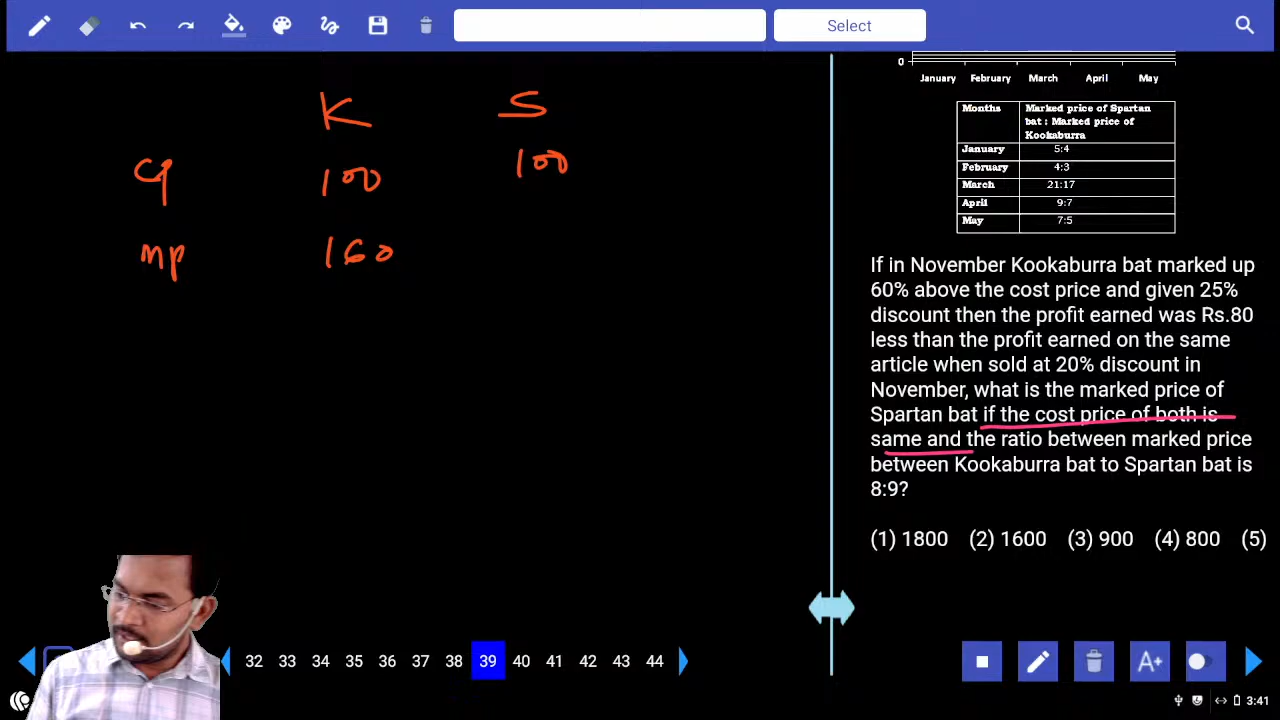 Select
K S
CP 100 100
MP 160
0
January February March April May
Months Marked price of Spartan
bat : Marked price of
Kookaburra
January 5:4
February 4:3
March 21:17
April 9:7
May 7:5
If in November Kookaburra bat marked up
60% above the cost price and given 25%
discount then the profit earned was Rs.80
less than the profit earned on the same
article when sold at 20% discount in
November, what is the marked price of
Spartan bat if the cost price of both is
same and the ratio between marked price
between Kookaburra bat to Spartan bat is
8:9?
(1) 1800 (2) 1600 (3) 900 (4) 800 (5)
32 33 34 35 36 37 38 39 40 41 42 43 44
A+
3:41